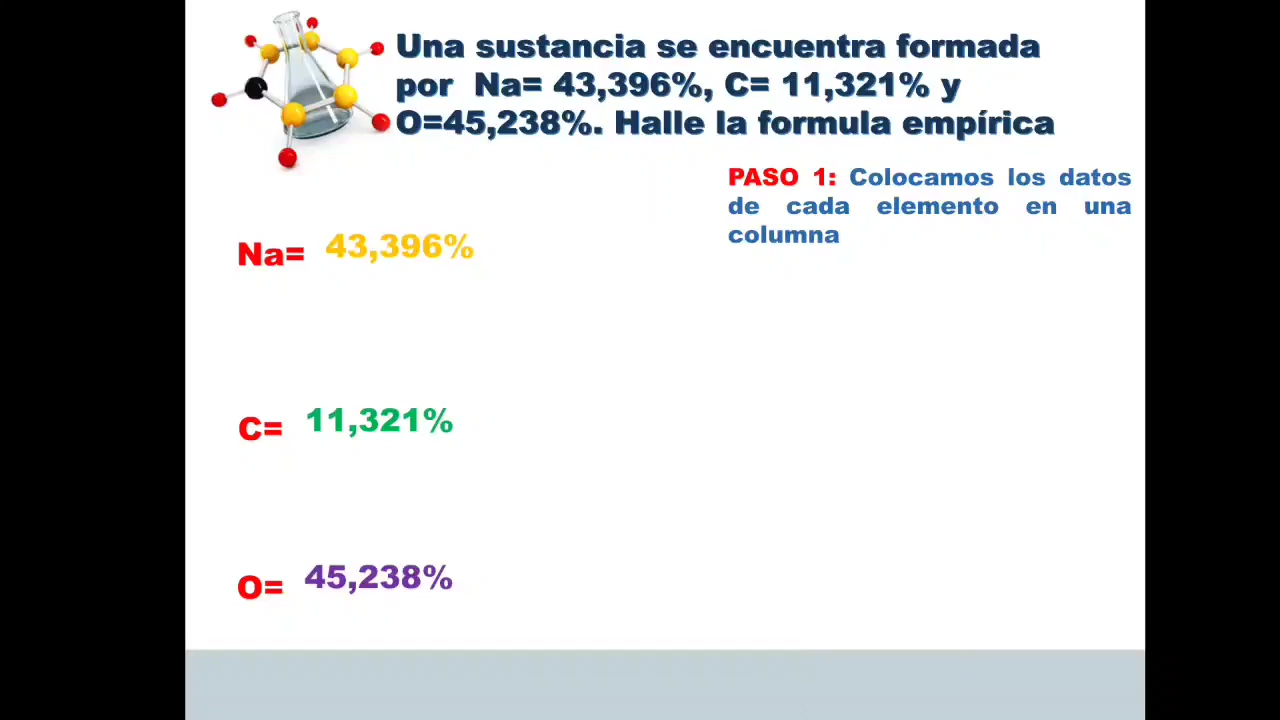 Una sustancia se encuentra formada
por Na= 43,396%, C= 11,321% y
O=45,238%. Halle la formula empírica
PASO 1: Colocamos los datos
de cada elemento en una
columna
Na= 43,396%
C= 11,321%
O= 45,238%